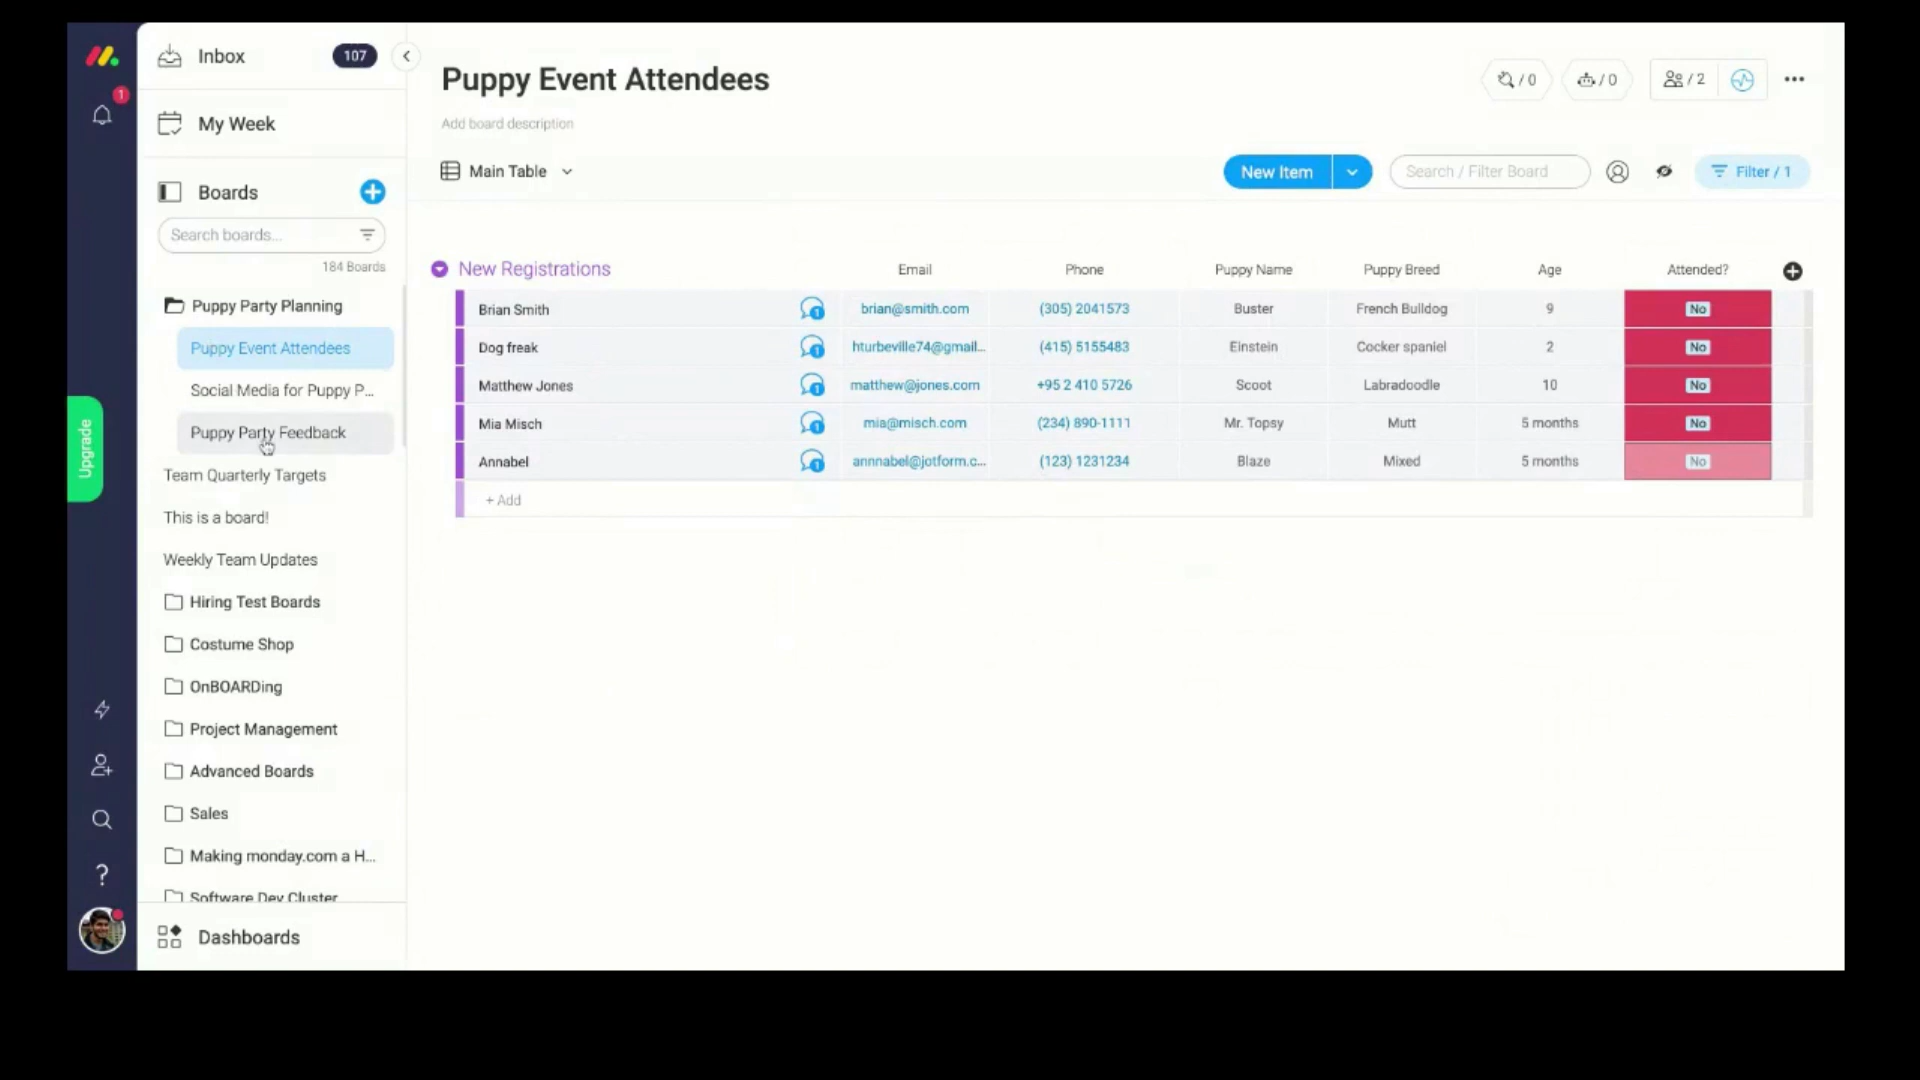 Inbox 107
1
My Week
Boards
Search boards...
184 Boards
Puppy Party Planning
Puppy Event Attendees
Social Media for Puppy P...
Puppy Party Feedback
Team Quarterly Targets
This is a board!
Weekly Team Updates
Hiring Test Boards
Costume Shop
OnBOARDing
Project Management
Advanced Boards
Sales
Making monday.com a H...
Software Dev Cluster
Dashboards
Upgrade
?
Puppy Event Attendees
/ 0 / 0 / 2
Add board description
Main Table New Item Search / Filter Board Filter / 1
New Registrations Email Phone Puppy Name Puppy Breed Age Attended?
Brian Smith 1 brian@smith.com (305) 2041573 Buster French Bulldog 9 No
Dog freak 1 hturbeville74@gmail... (415) 5155483 Einstein Cocker spaniel 2 No
Matthew Jones 1 matthew@jones.com +95 2 410 5726 Scoot Labradoodle 10 No
Mia Misch 1 mia@misch.com (234) 890-1111 Mr. Topsy Mutt 5 months No
Annabel 1 annnabel@jotform.c... (123) 1231234 Blaze Mixed 5 months No
+ Add